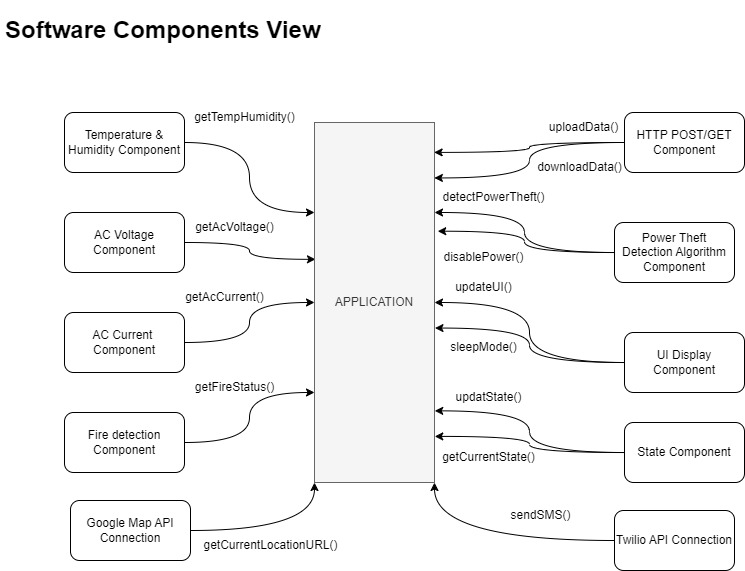 Software Components View
getTempHumidity()
Temperature &
Humidity Component
AC Voltage
Component
getAcVoltage()
AC Current
Component
getAcCurrent()
Fire detection
Component
getFireStatus()
Google Map API
Connection
getCurrentLocationURL()
APPLICATION
uploadData()
HTTP POST/GET
Component
downloadData()
detectPowerTheft()
Power Theft
Detection Algorithm
Component
disablePower()
updateUI()
UI Display
Component
sleepMode()
updatState()
State Component
getCurrentState()
sendSMS()
Twilio API Connection